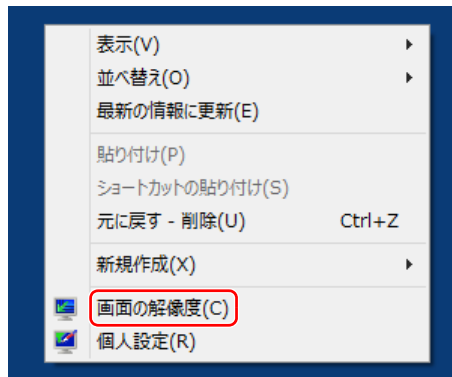 表示(V)
並べ替え(O)
最新の情報に更新(E)
貼り付け(P)
ショートカットの貼り付け(S)
元に戻す - 削除(U) Ctrl+Z
新規作成(X)
画面の解像度(C)
個人設定(R)